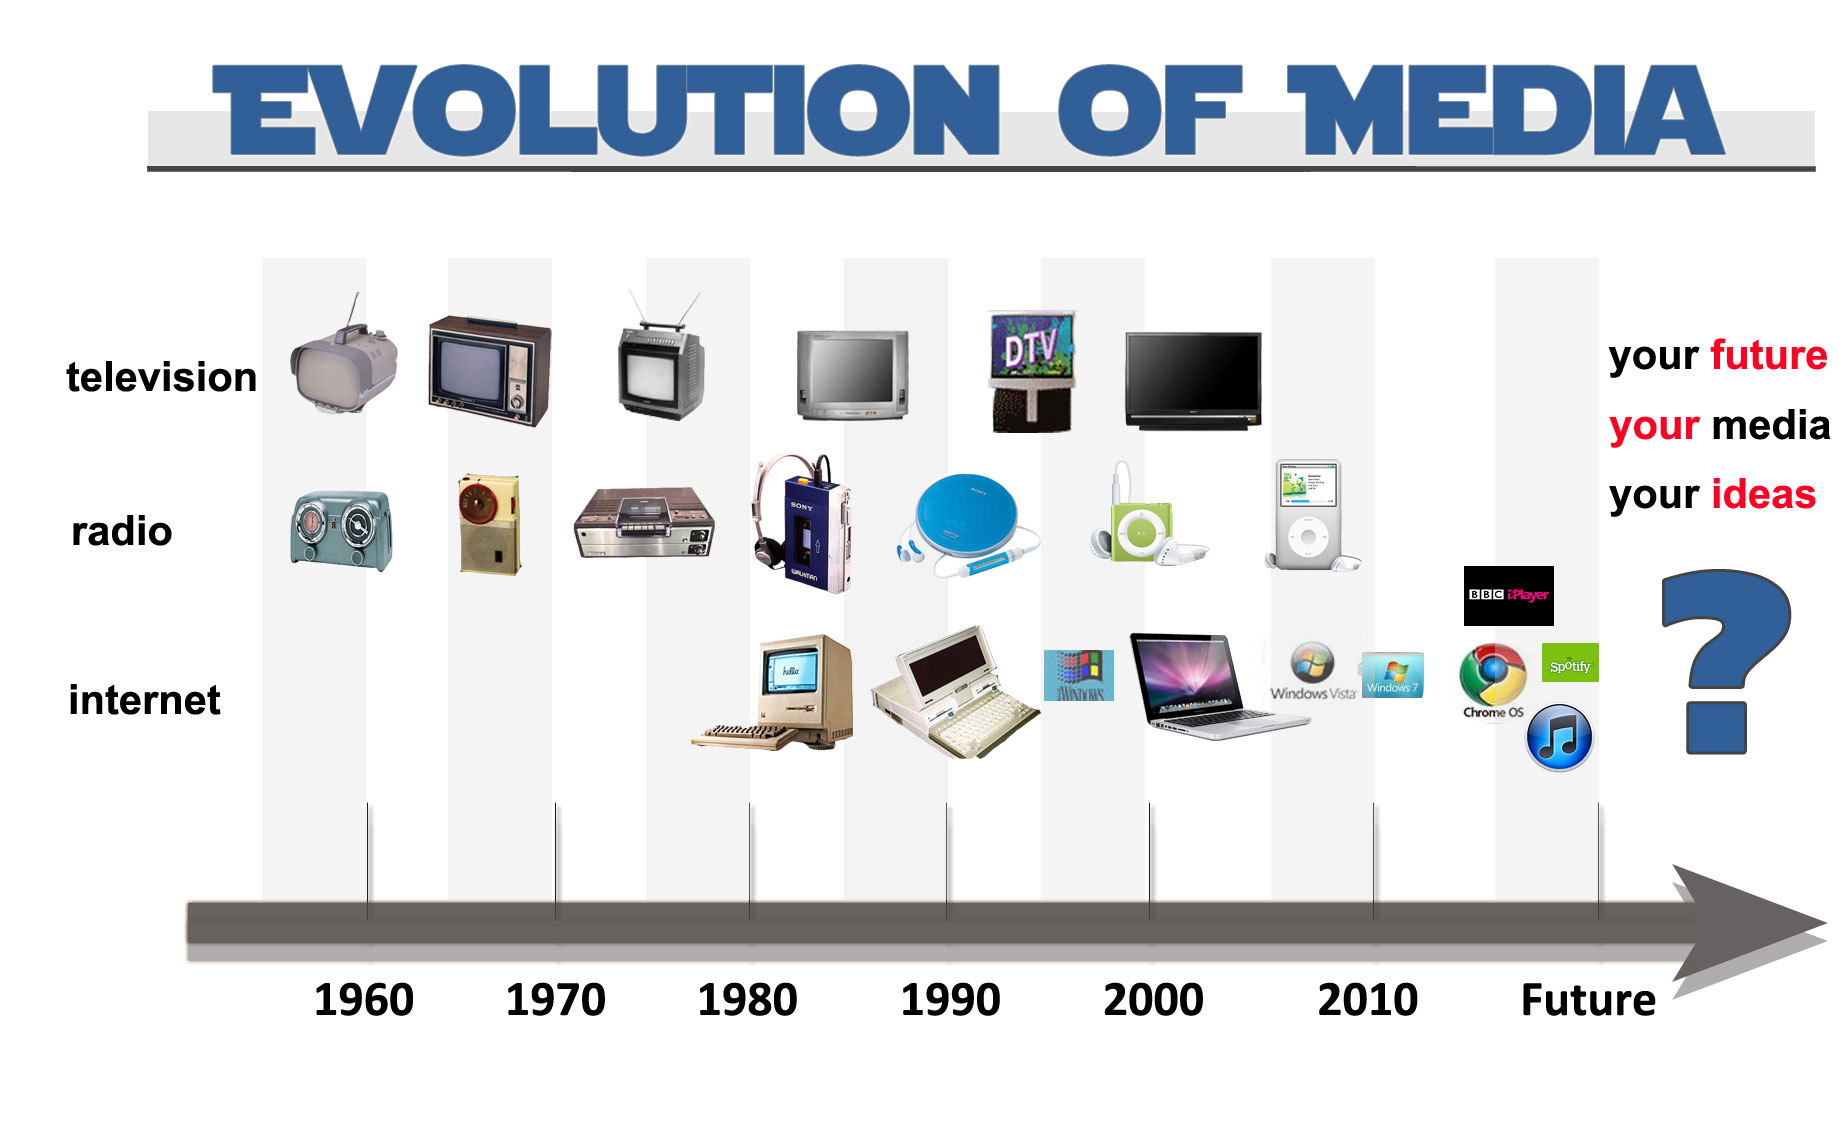 EVOLUTION OF MEDIA
television
your future
your media
your ideas
DTV
radio
SONY
WALKMAN
SONY
BBC iPlayer
internet
hello
WINDOWS
Windows Vista
Windows 7
Chrome OS
Spotify
?
1960 1970 1980 1990 2000 2010 Future